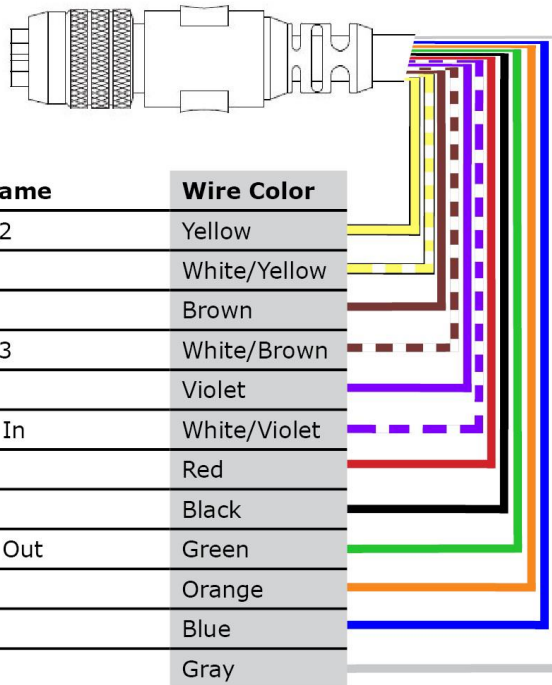 ame Wire Color
2 Yellow
White/Yellow
Brown
3 White/Brown
Violet
In White/Violet
Red
Black
Out Green
Orange
Blue
Gray